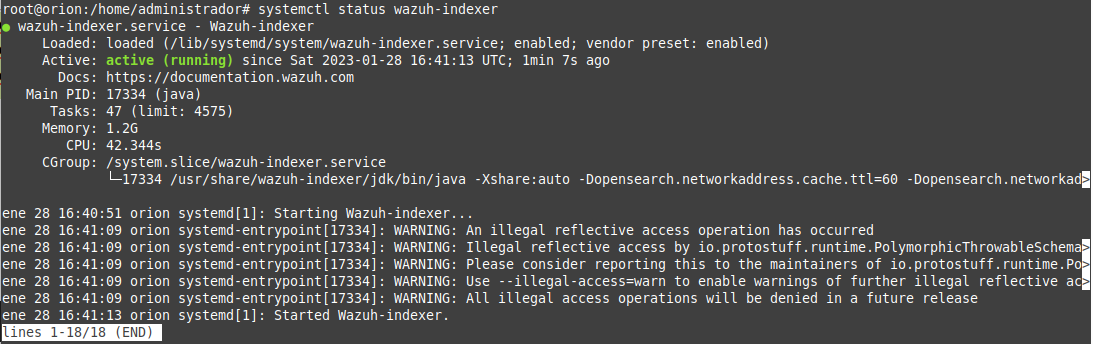 root@orion:/home/administrador# systemctl status wazuh-indexer
● wazuh-indexer.service - Wazuh-indexer
     Loaded: loaded (/lib/systemd/system/wazuh-indexer.service; enabled; vendor preset: enabled)
     Active: active (running) since Sat 2023-01-28 16:41:13 UTC; 1min 7s ago
       Docs: https://documentation.wazuh.com
   Main PID: 17334 (java)
      Tasks: 47 (limit: 4575)
     Memory: 1.2G
        CPU: 42.344s
     CGroup: /system.slice/wazuh-indexer.service
             └─17334 /usr/share/wazuh-indexer/jdk/bin/java -Xshare:auto -Dopensearch.networkaddress.cache.ttl=60 -Dopensearch.networkad>
ene 28 16:40:51 orion systemd[1]: Starting Wazuh-indexer...
ene 28 16:41:09 orion systemd-entrypoint[17334]: WARNING: An illegal reflective access operation has occurred
ene 28 16:41:09 orion systemd-entrypoint[17334]: WARNING: Illegal reflective access by io.protostuff.runtime.PolymorphicThrowableSchema>
ene 28 16:41:09 orion systemd-entrypoint[17334]: WARNING: Please consider reporting this to the maintainers of io.protostuff.runtime.Po>
ene 28 16:41:09 orion systemd-entrypoint[17334]: WARNING: Use --illegal-access=warn to enable warnings of further illegal reflective ac>
ene 28 16:41:09 orion systemd-entrypoint[17334]: WARNING: All illegal access operations will be denied in a future release
ene 28 16:41:13 orion systemd[1]: Started Wazuh-indexer.
lines 1-18/18 (END)